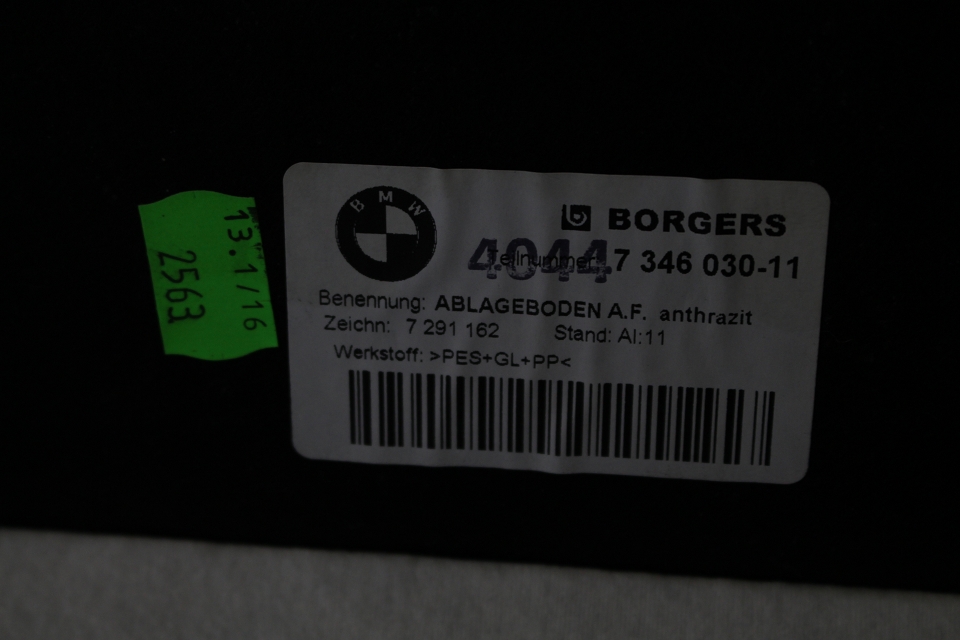 13.1/16
2563
BMW
BORGERS
4044
Teilnummer: 7 346 030-11
Benennung: ABLAGEBODEN A.F. anthrazit
Zeichn: 7 291 162 Stand: AI:11
Werkstoff: >PES+GL+PP<